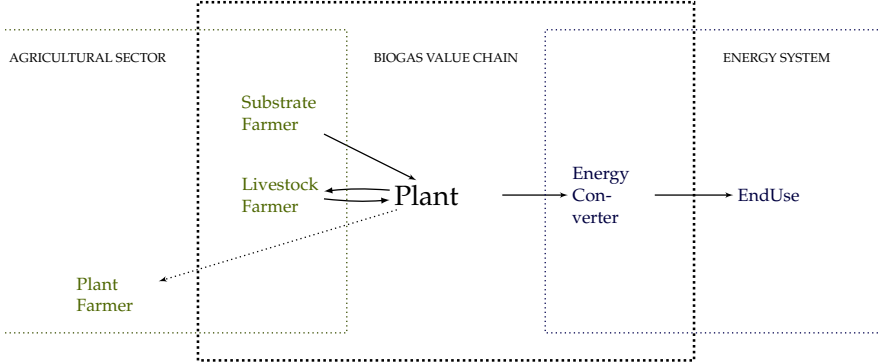 AGRICULTURAL SECTOR
BIOGAS VALUE CHAIN
ENERGY SYSTEM
Substrate
Farmer
Livestock
Farmer
Plant
Energy
Con-
verter
EndUse
Plant
Farmer